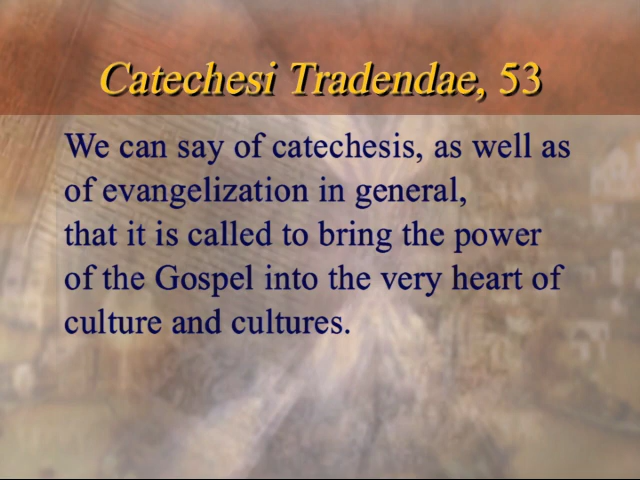 Catechesi Tradendae, 53
We can say of catechesis, as well as
of evangelization in general,
that it is called to bring the power
of the Gospel into the very heart of
culture and cultures.